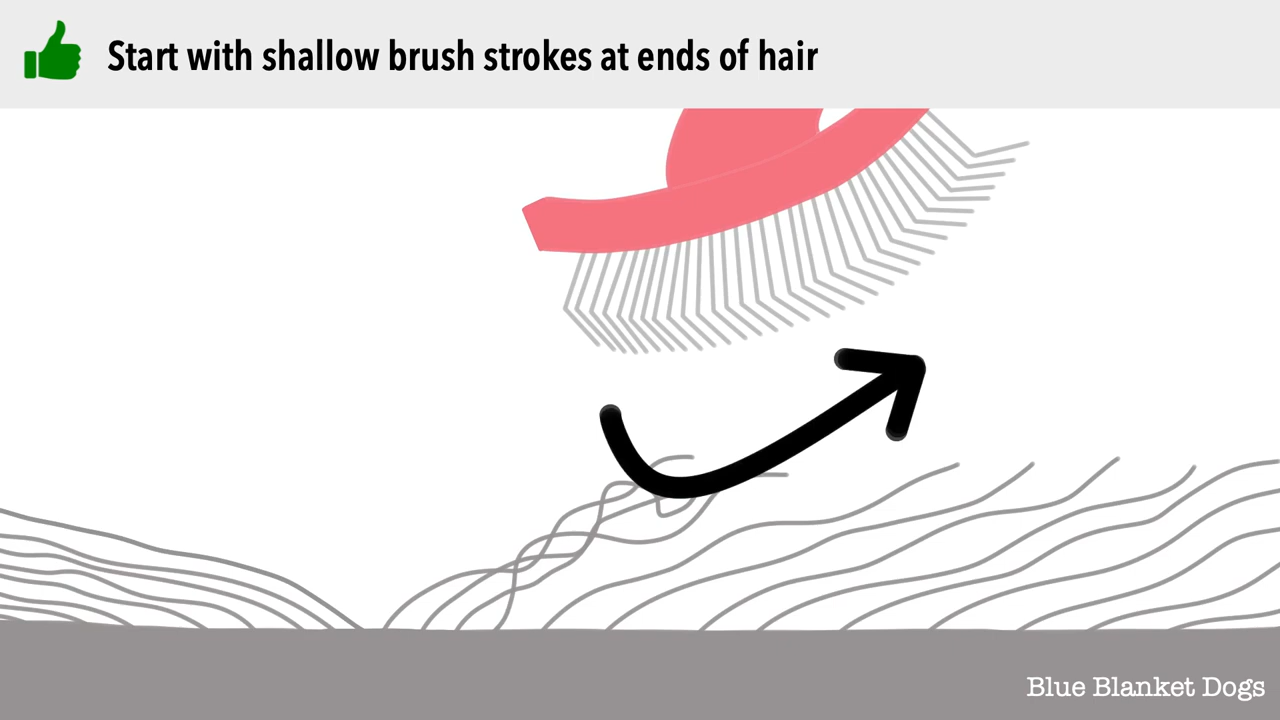 Start with shallow brush strokes at ends of hair
Blue Blanket Dogs